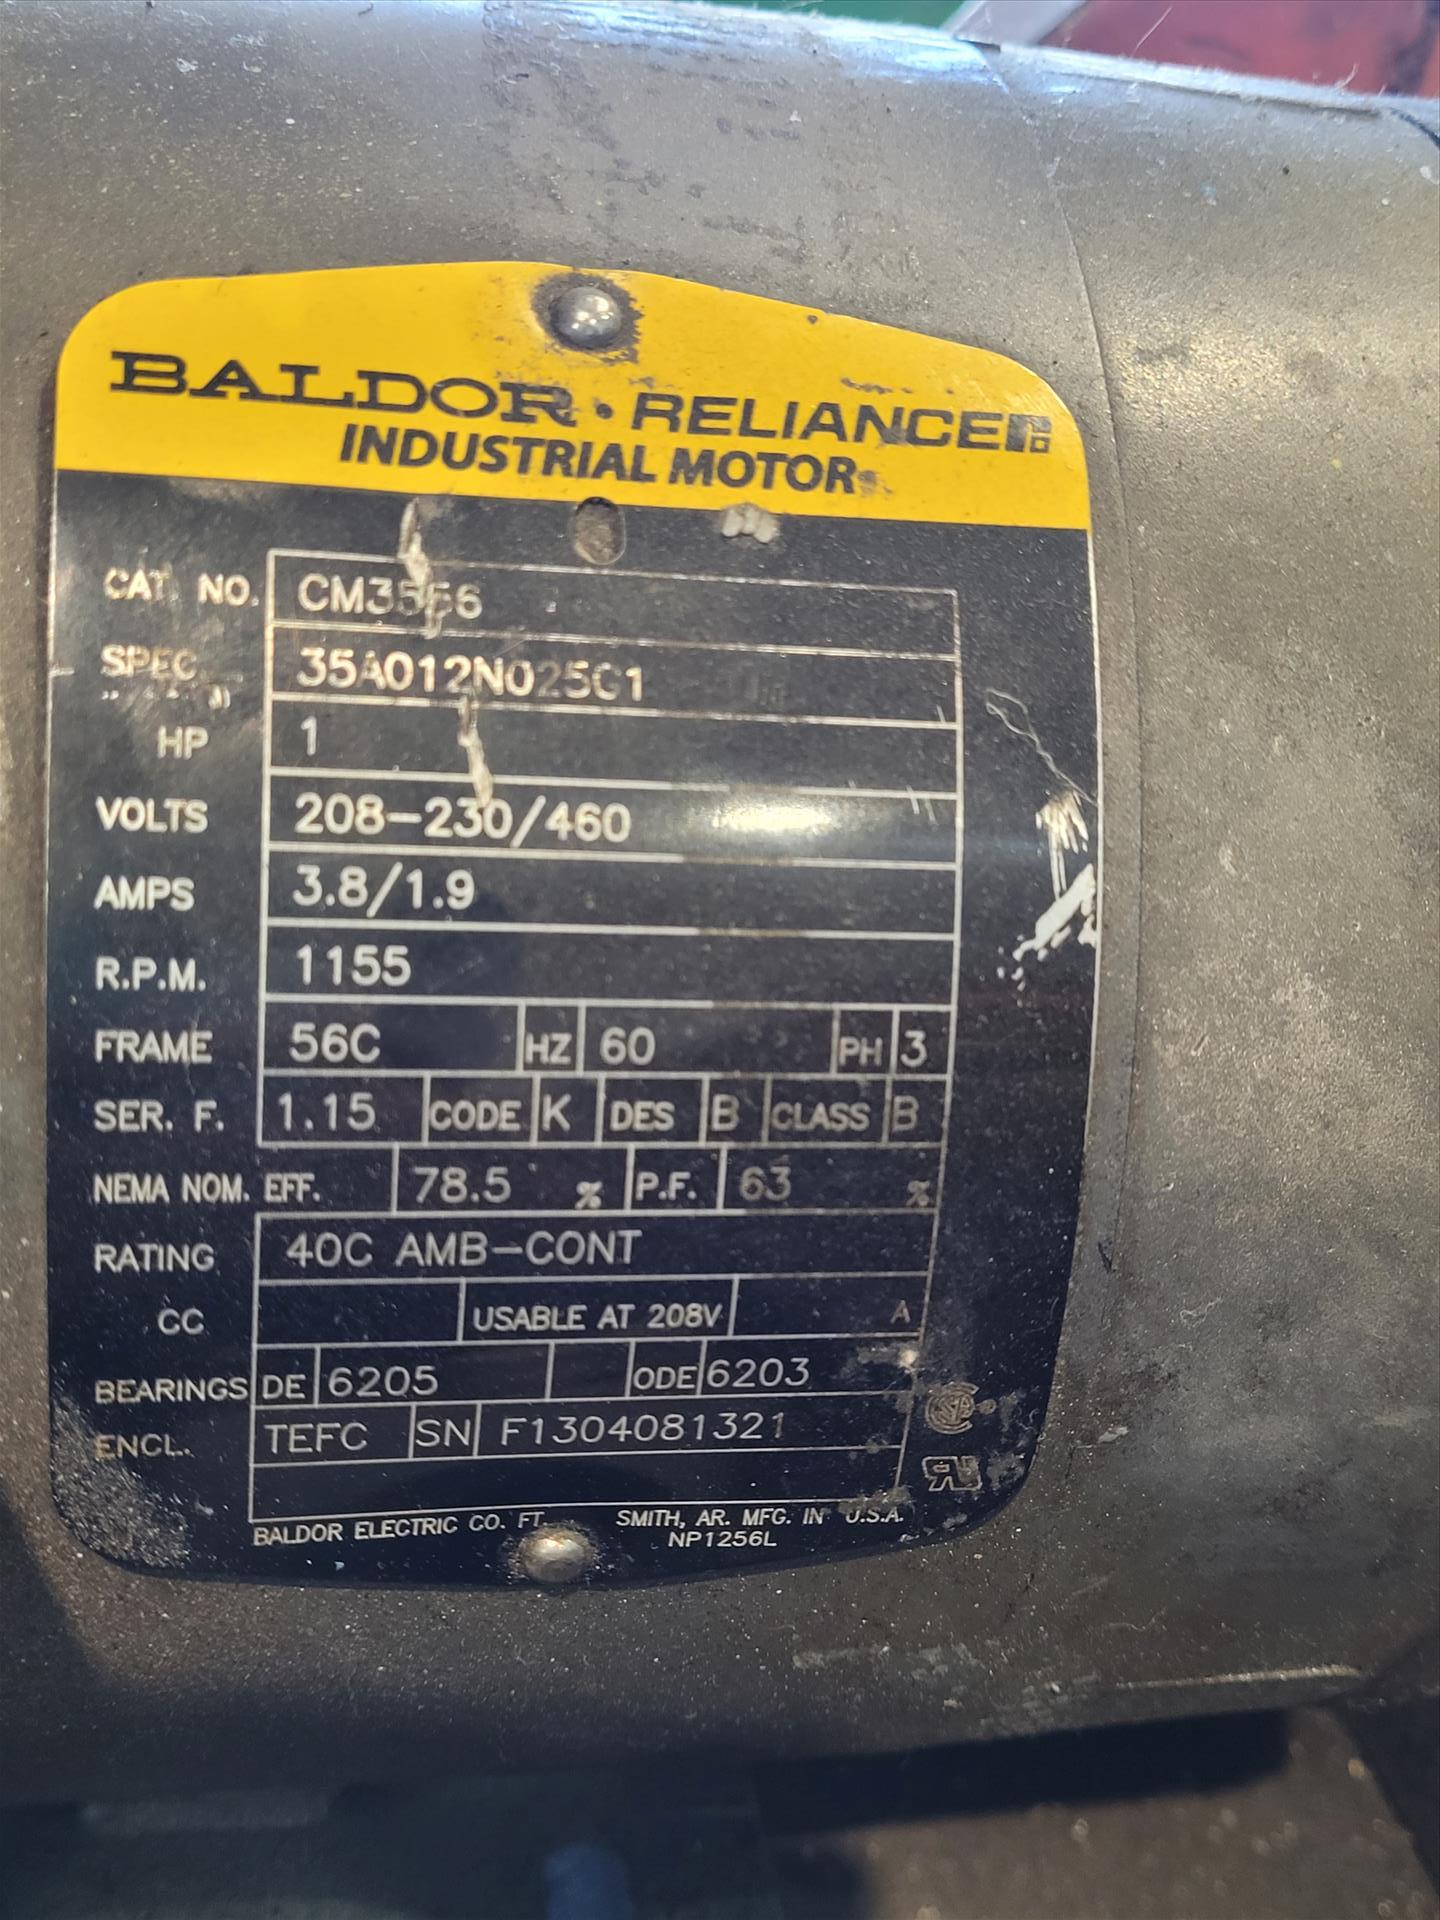 BALDOR • RELIANCER
INDUSTRIAL MOTOR
CAT. NO. CM3556
SPEC. 35A012N025G1
HP 1
VOLTS 208-230/460
AMPS 3.8/1.9
R.P.M. 1155
FRAME 56C HZ 60 PH 3
SER. F. 1.15 CODE K DES B CLASS B
NEMA NOM. EFF. 78.5 % P.F. 63 %
RATING 40C AMB-CONT
CC USABLE AT 208V A
BEARINGS DE 6205 ODE 6203
ENCL. TEFC SN F1304081321
BALDOR ELECTRIC CO. FT. SMITH, AR. MFG. IN U.S.A.
NP1256L